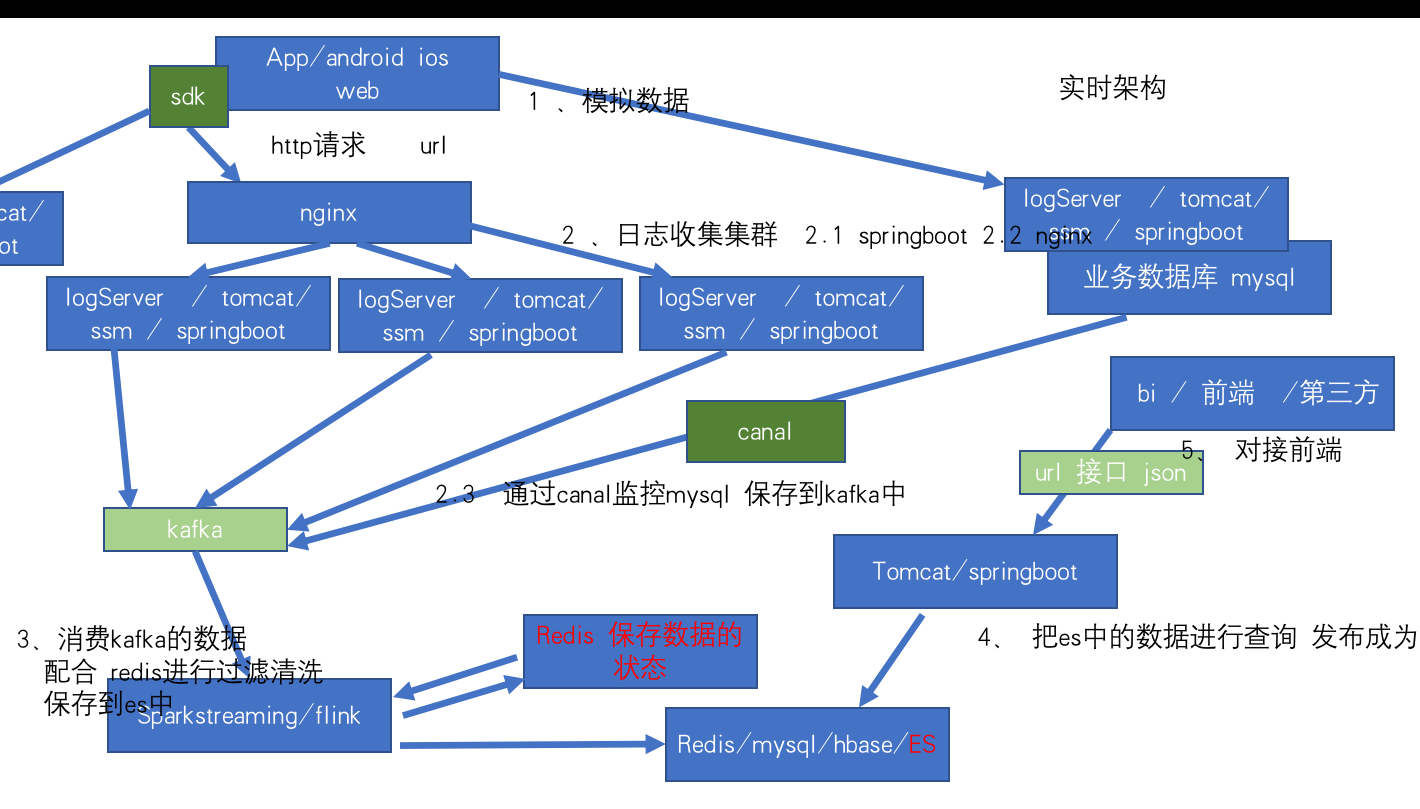 App/android ios
web
sdk
实时架构
1 、模拟数据
http请求 url
logServer / tomcat/
ssm / springboot
cat/
ot
nginx
2 、日志收集集群 2.1 springboot 2.2 nginx
业务数据库 mysql
logServer / tomcat/
ssm / springboot
logServer / tomcat/
ssm / springboot
logServer / tomcat/
ssm / springboot
bi / 前端 /第三方
canal
5、 对接前端
url 接口 json
2.3 通过canal监控mysql 保存到kafka中
kafka
Tomcat/springboot
3、消费kafka的数据
配合 redis进行过滤清洗
保存到es中
Redis 保存数据的
状态
4、 把es中的数据进行查询 发布成为
Sparkstreaming/flink
Redis/mysql/hbase/ES